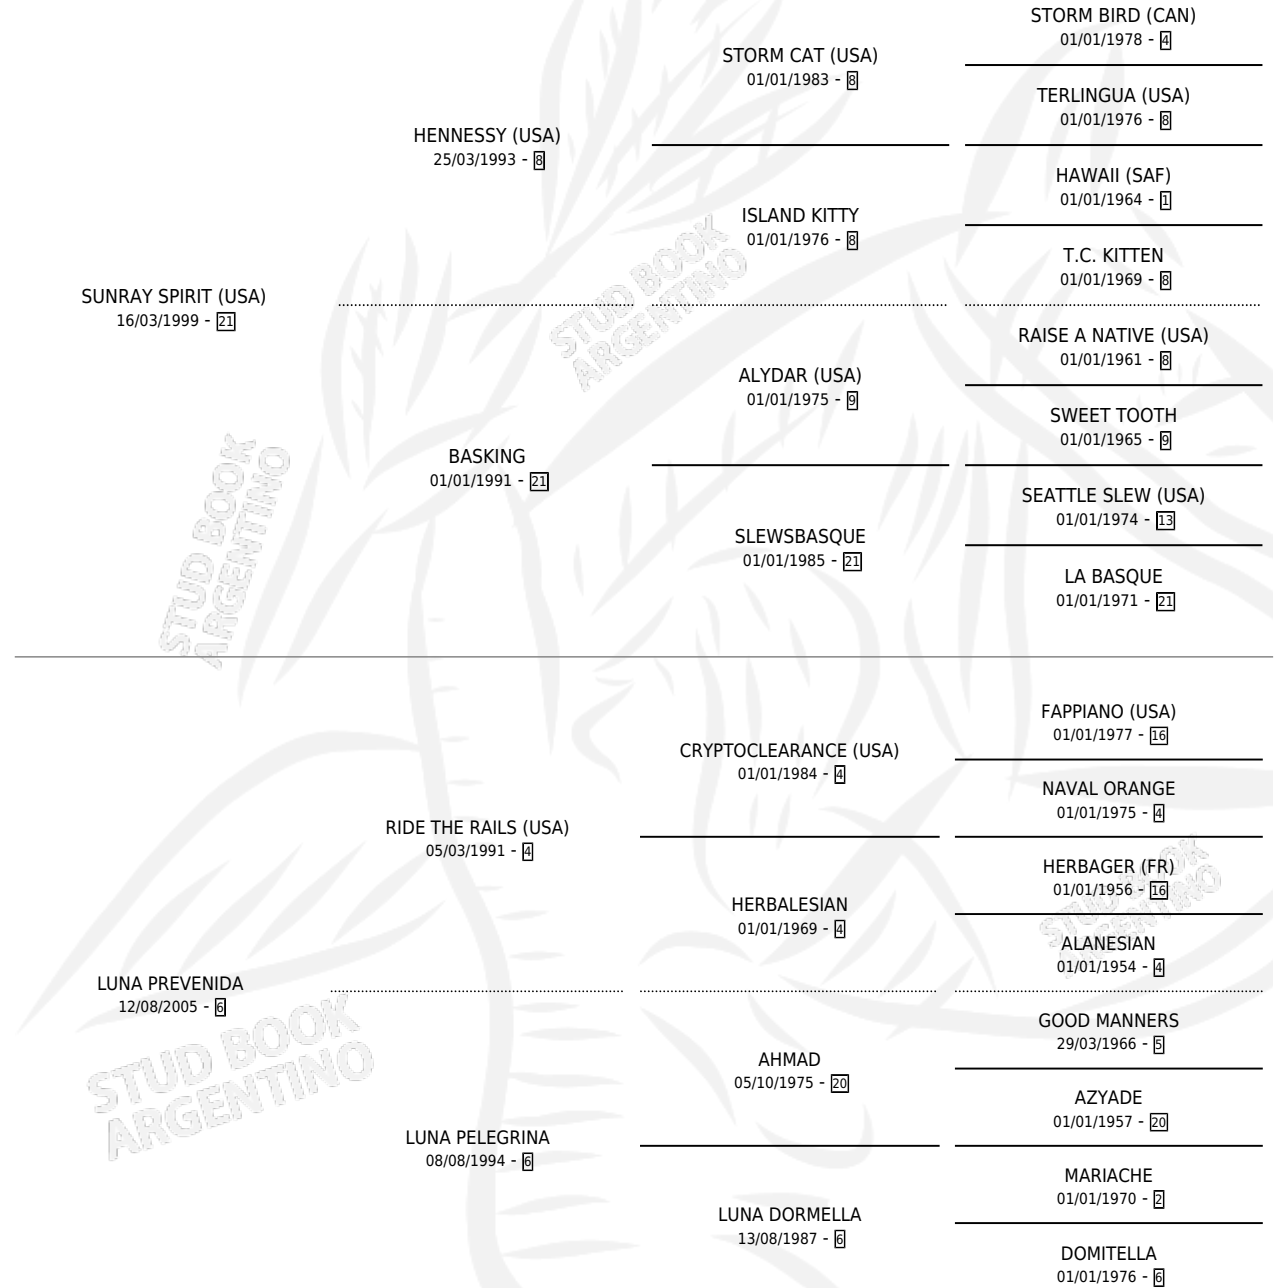 STORM BIRD (CAN)
01/01/1978 - 4
STORM CAT (USA)
01/01/1983 - 8
TERLINGUA (USA)
01/01/1976 - 8
HENNESSY (USA)
25/03/1993 - 8
HAWAII (SAF)
01/01/1964 - 1
ISLAND KITTY
01/01/1976 - 8
T.C. KITTEN
01/01/1969 - 8
SUNRAY SPIRIT (USA)
16/03/1999 - 21
RAISE A NATIVE (USA)
01/01/1961 - 8
ALYDAR (USA)
01/01/1975 - 9
SWEET TOOTH
01/01/1965 - 9
BASKING
01/01/1991 - 21
SEATTLE SLEW (USA)
01/01/1974 - 13
SLEWSBASQUE
01/01/1985 - 21
LA BASQUE
01/01/1971 - 21
FAPPIANO (USA)
01/01/1977 - 16
CRYPTOCLEARANCE (USA)
01/01/1984 - 4
NAVAL ORANGE
01/01/1975 - 4
RIDE THE RAILS (USA)
05/03/1991 - 4
HERBAGER (FR)
01/01/1956 - 16
HERBALESIAN
01/01/1969 - 4
ALANESIAN
01/01/1954 - 4
LUNA PREVENIDA
12/08/2005 - 6
GOOD MANNERS
29/03/1966 - 5
AHMAD
05/10/1975 - 20
AZYADE
01/01/1957 - 20
LUNA PELEGRINA
08/08/1994 - 6
MARIACHE
01/01/1970 - 2
LUNA DORMELLA
13/08/1987 - 6
DOMITELLA
01/01/1976 - 6
STUD BOOK
ARGENTINO
STUD BOOK
ARGENTINO
STUD BOOK
ARGENTINO
STUD BOOK
ARGENTINO